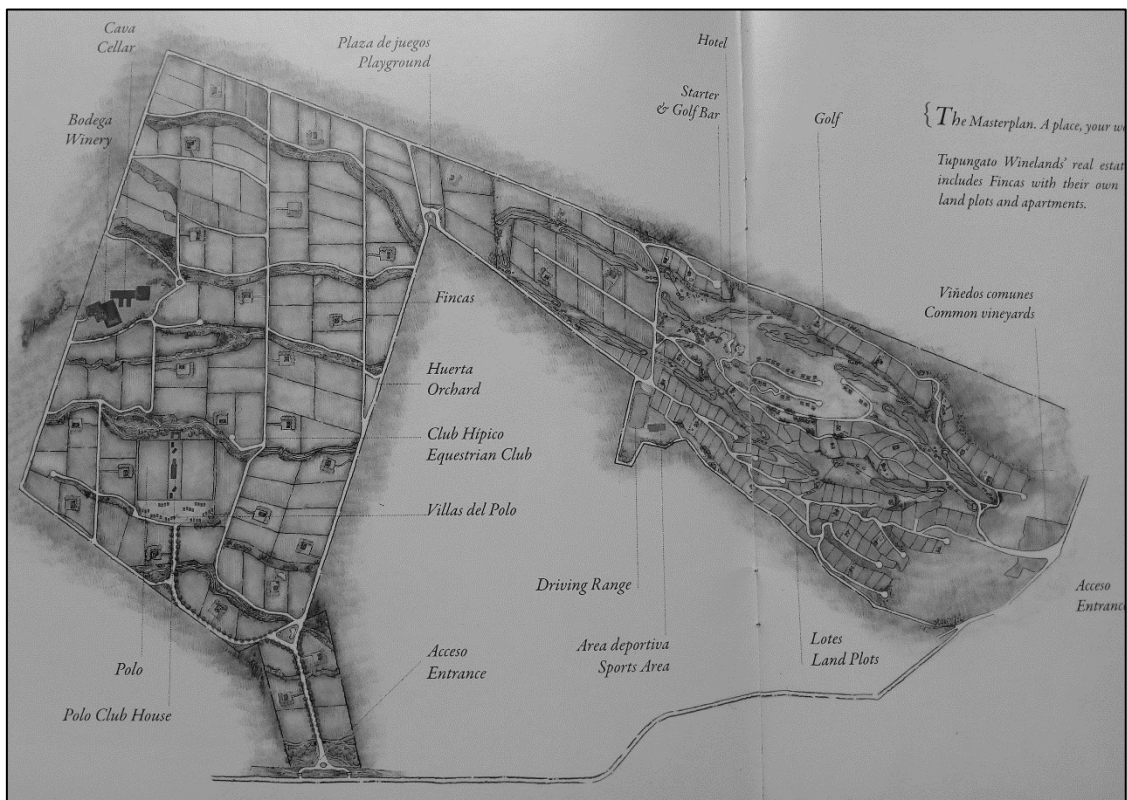 Cava
Cellar
Plaza de juegos
Playground
Hotel
Starter
& Golf Bar
Golf
{ The Masterplan. A place, your
Bodega
Winery
Tupungato Winelands' real
includes Fincas with their own
land plots and apartments.
Fincas
Viñedos comunes
Common vineyards
Huerta
Orchard
Club Hípico
Equestrian Club
Villas del Polo
Driving Range
Acceso
Entrance
Area deportiva
Sports Area
Lotes
Land Plots
Acceso
Entrance
Polo
Polo Club House